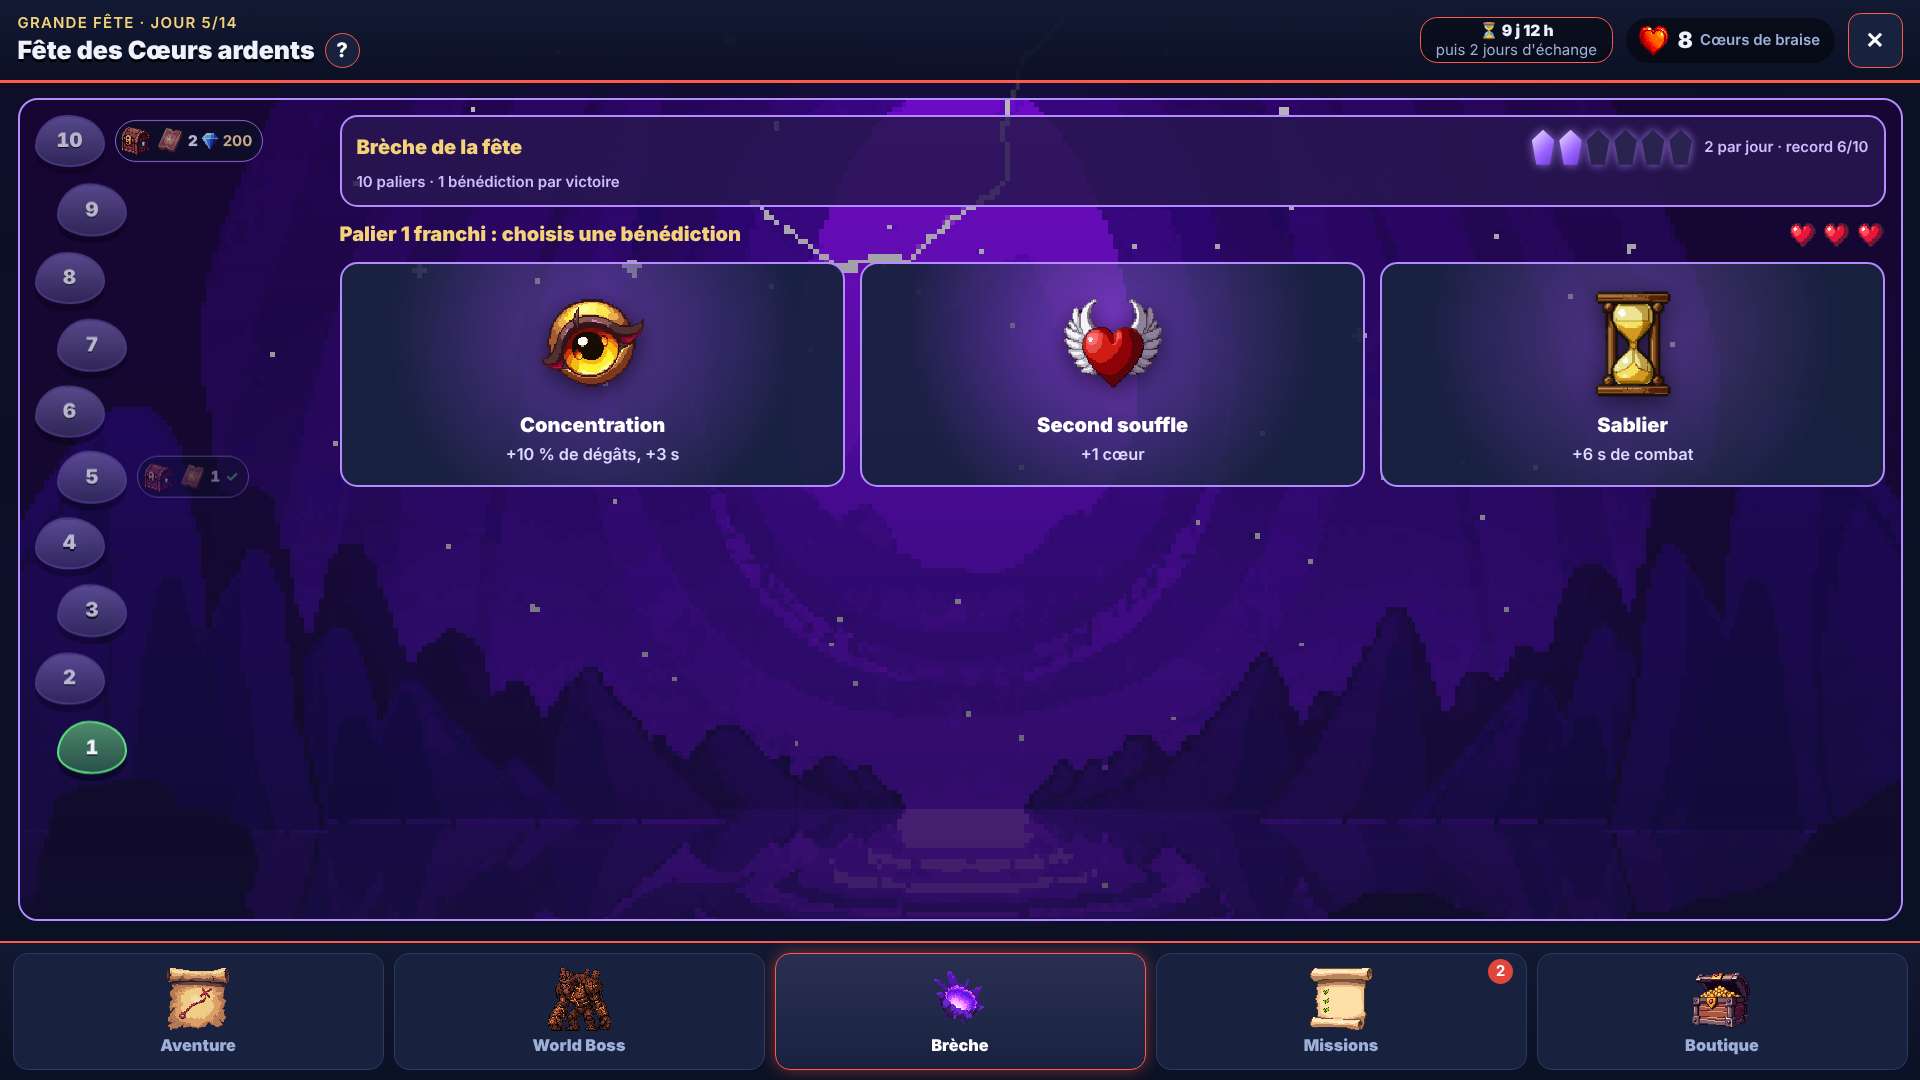 GRANDE FÊTE · JOUR 5/14
Fête des Cœurs ardents ?
⏳ 9 j 12 h
puis 2 jours d'échange
8 Cœurs de braise
×
10
2 200
9
8
7
6
5
1 ✓
4
3
2
1
Brèche de la fête
10 paliers · 1 bénédiction par victoire
2 par jour · record 6/10
Palier 1 franchi : choisis une bénédiction
Concentration
+10 % de dégâts, +3 s
Second souffle
+1 cœur
Sablier
+6 s de combat
Aventure
World Boss
Brèche
2
Missions
Boutique